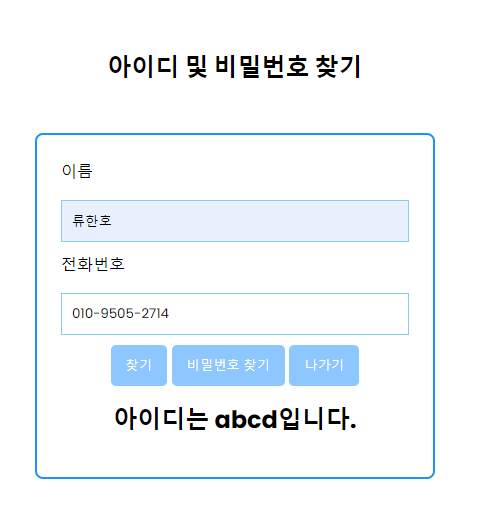 아이디 및 비밀번호 찾기
이름
류한호
전화번호
010-9505-2714
찾기 비밀번호 찾기 나가기
아이디는 abcd입니다.